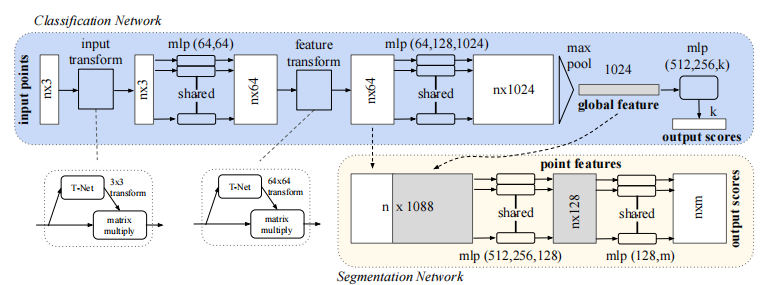 Classification Network
input points
nx3
input
transform
nx3
mlp (64,64)
shared
nx64
feature
transform
nx64
mlp (64,128,1024)
shared
nx1024
max
pool
1024
global feature
mlp
(512,256,k)
k
output scores
T-Net
3x3
transform
matrix
multiply
T-Net
64x64
transform
matrix
multiply
point features
n x 1088
shared
mlp (512,256,128)
nx128
shared
mlp (128,m)
nxm
output scores
Segmentation Network